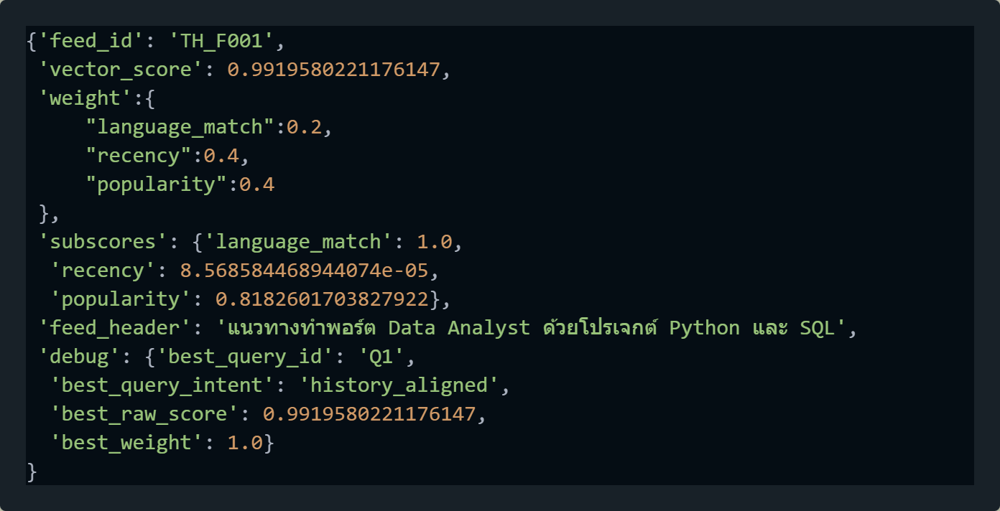 {'feed_id': 'TH_F001',
 'vector_score': 0.9919580221176147,
 'weight':{
     "language_match":0.2,
     "recency":0.4,
     "popularity":0.4
 },
 'subscores': {'language_match': 1.0,
  'recency': 8.568584468944074e-05,
  'popularity': 0.8182601703827922},
 'feed_header': 'แนวทางทำพอร์ต Data Analyst ด้วยโปรเจกต์ Python และ SQL',
 'debug': {'best_query_id': 'Q1',
  'best_query_intent': 'history_aligned',
  'best_raw_score': 0.9919580221176147,
  'best_weight': 1.0}
}